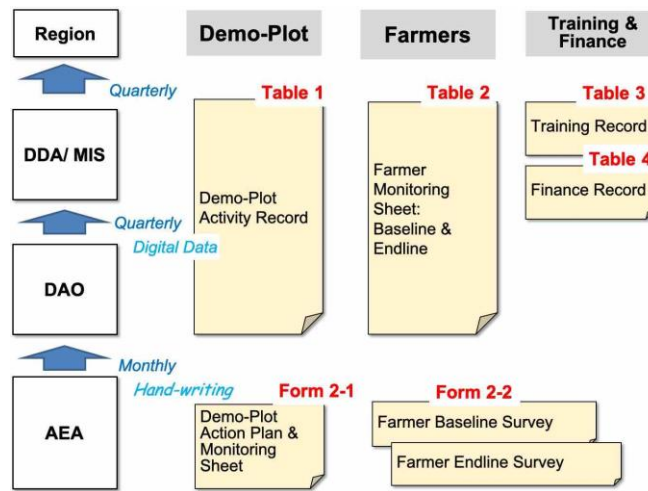 Region
Demo-Plot
Farmers
Training &
Finance
Quarterly
Table 1
Table 2
Table 3
DDA/ MIS
Training Record
Table 4
Finance Record
Demo-Plot
Activity Record
Farmer
Monitoring
Sheet:
Baseline &
Endline
Quarterly
Digital Data
DAO
Monthly
Hand-writing
Form 2-1
Form 2-2
AEA
Demo-Plot
Action Plan &
Monitoring
Sheet
Farmer Baseline Survey
Farmer Endline Survey